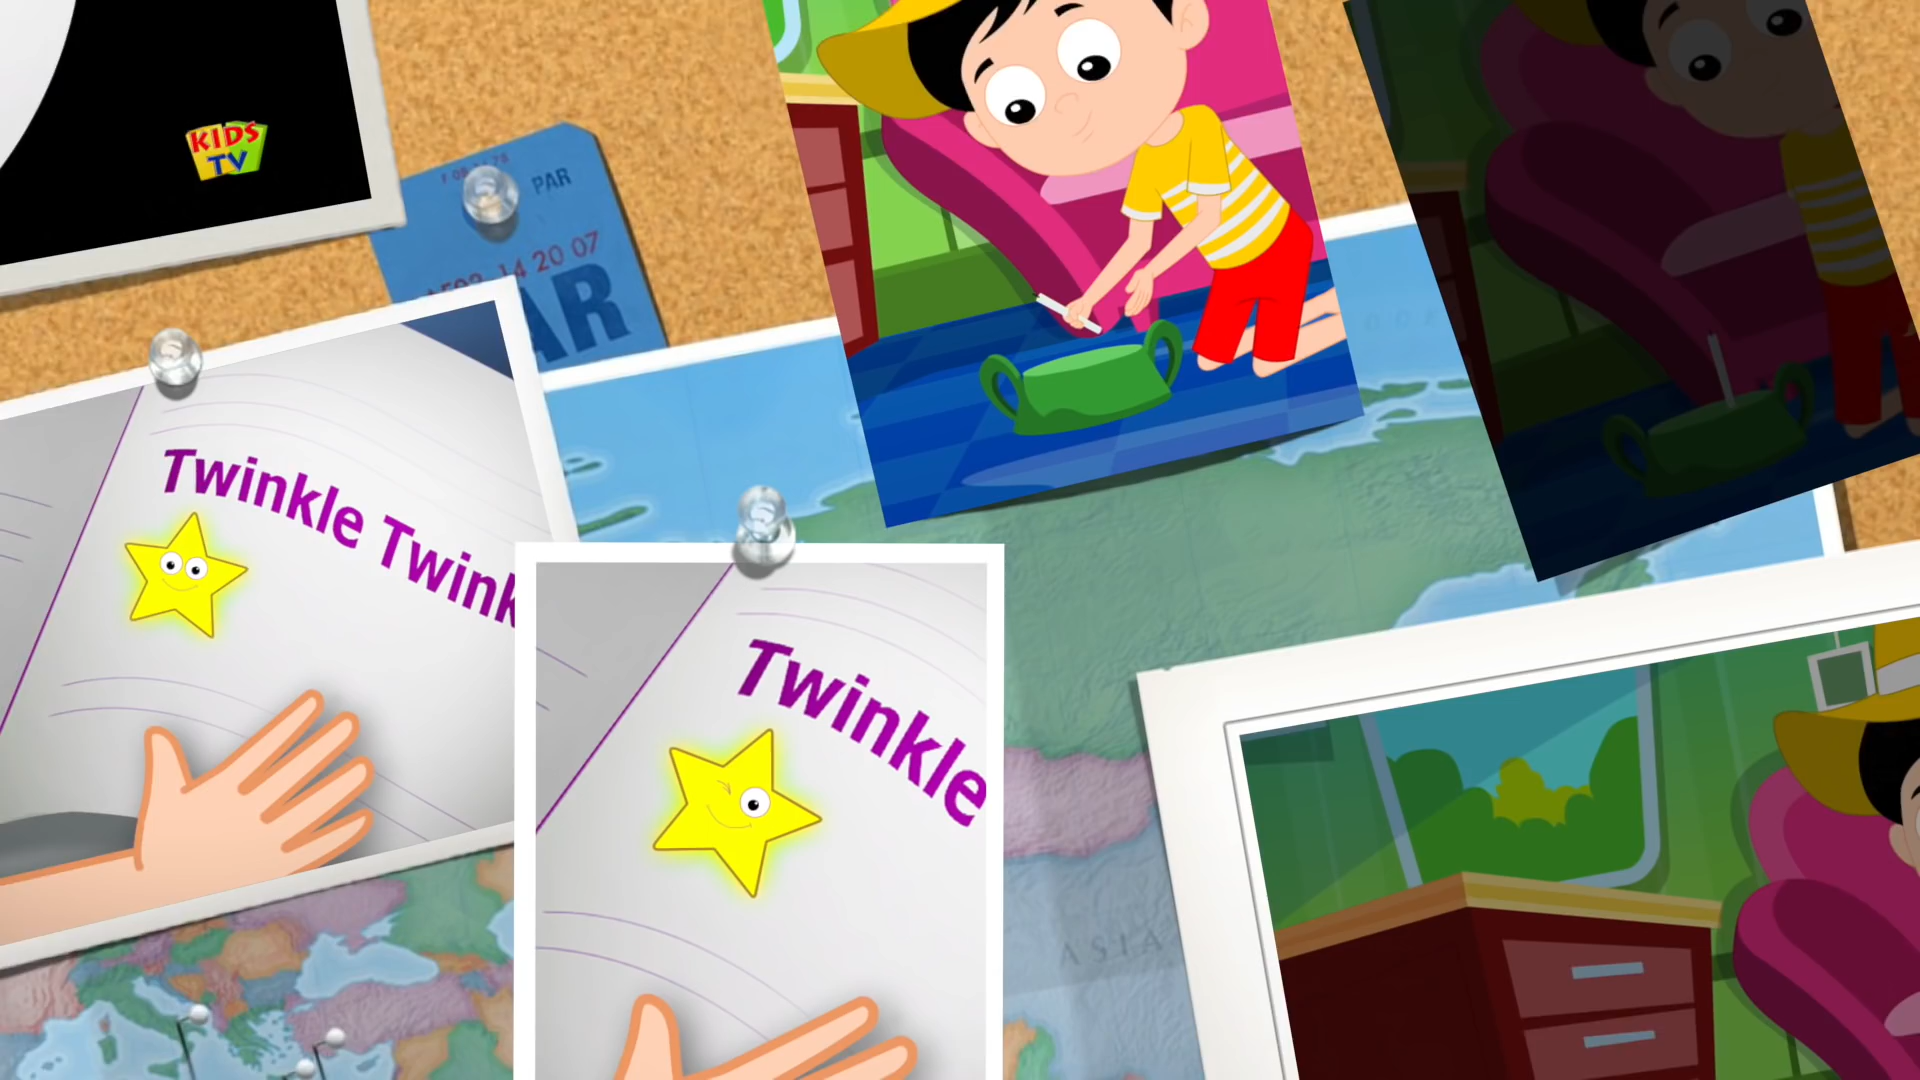 KIDS
TV
PAR
14 20 07
AR
Twinkle Twink
Twinkle
ASIA